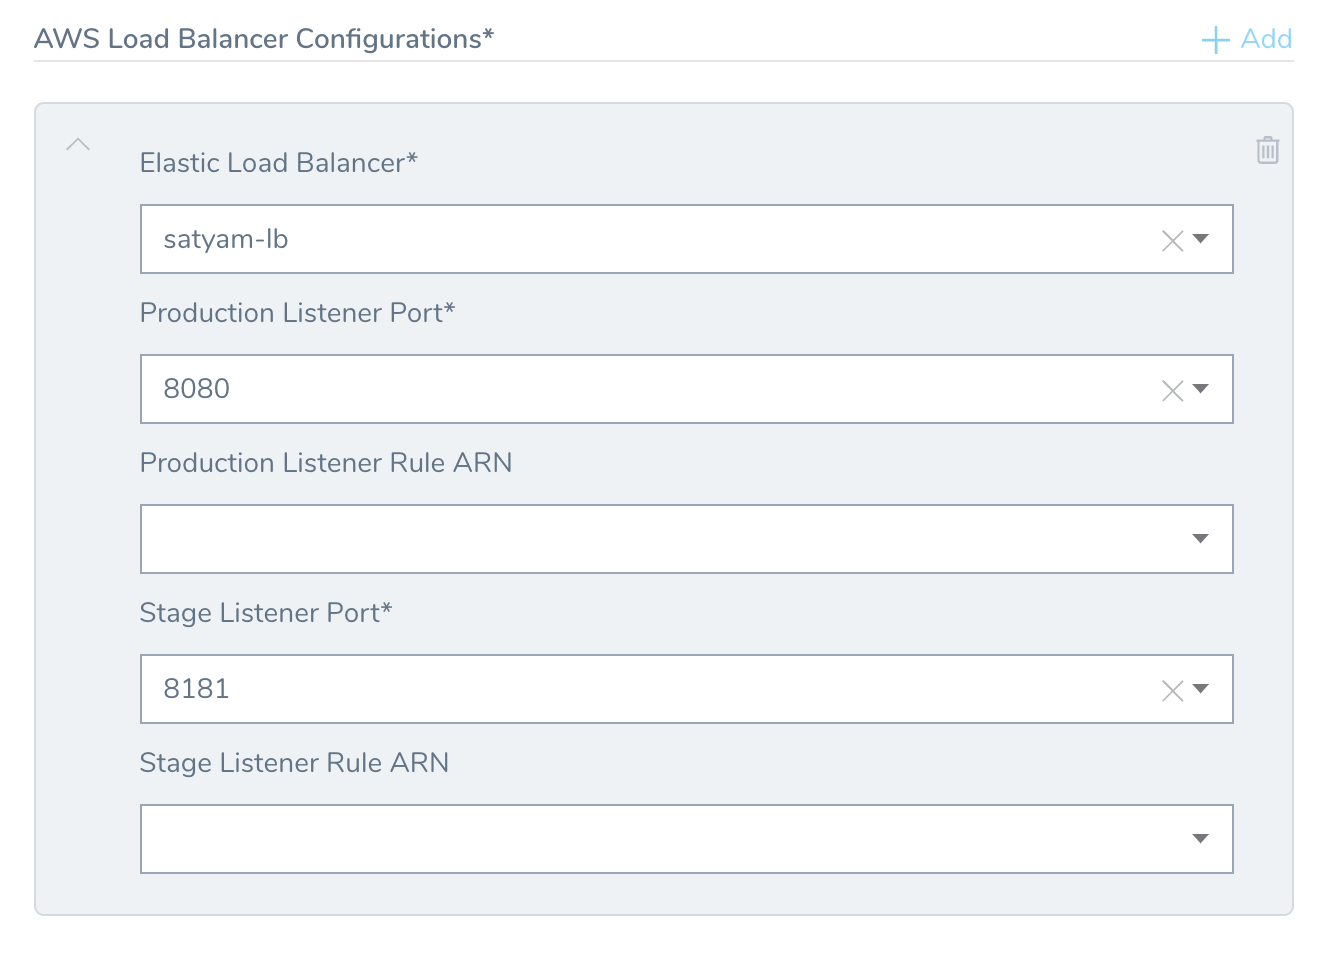 AWS Load Balancer Configurations*
Add
Elastic Load Balancer*
satyam-lb
Production Listener Port*
8080
Production Listener Rule ARN
Stage Listener Port*
8181
Stage Listener Rule ARN